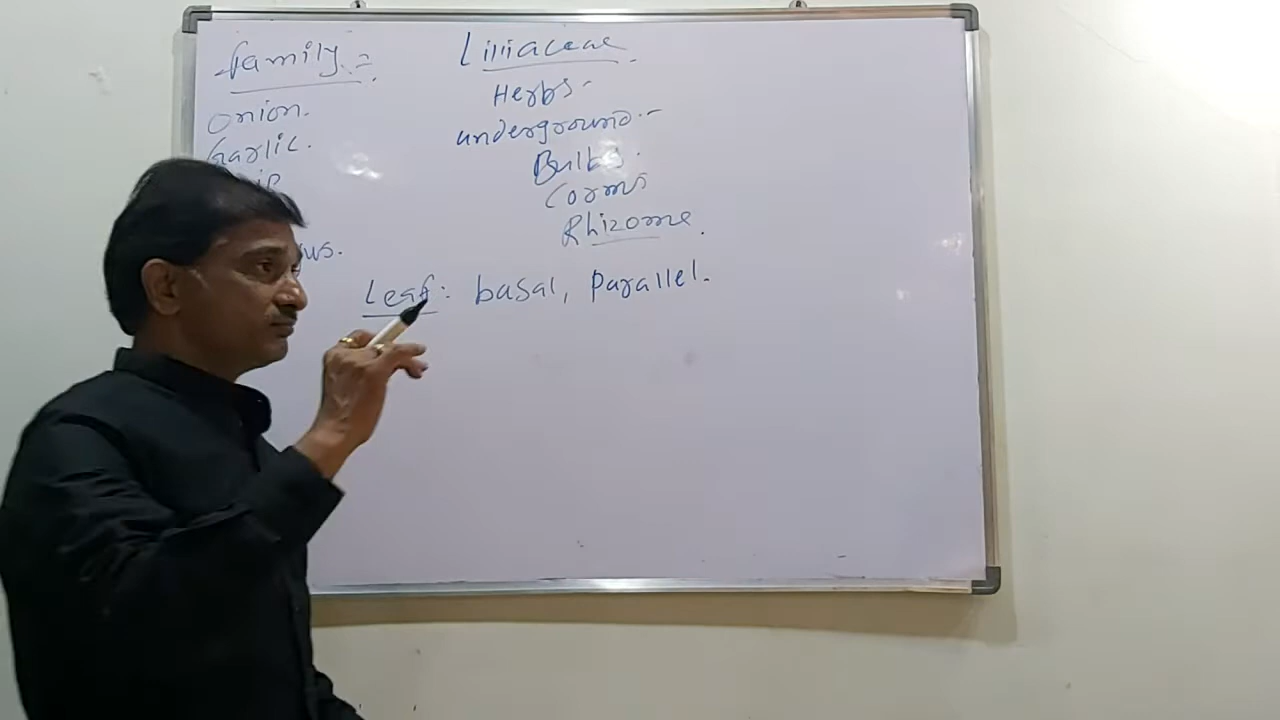 family :=
Liliaceae
onion.
Garlic.
Herbs -
underground :-
Bulbs.
Corms
Rhizome.
Leaf: basal, parallel.